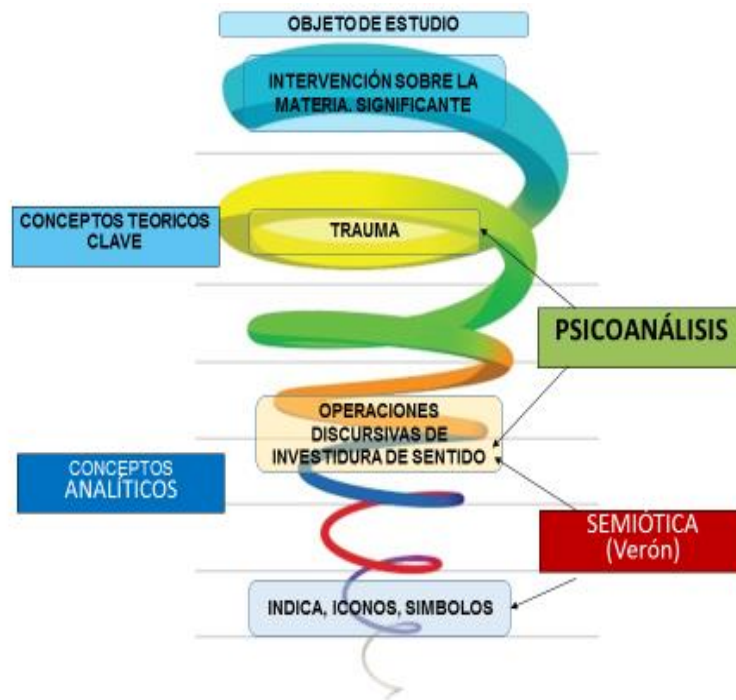 OBJETO DE ESTUDIO
INTERVENCIÓN SOBRE LA
MATERIA. SIGNIFICANTE
CONCEPTOS TEORICOS
CLAVE
TRAUMA
PSICOANÁLISIS
OPERACIONES
DISCURSIVAS DE
INVESTIDURA DE SENTIDO
CONCEPTOS
ANALÍTICOS
SEMIÓTICA
(Verón)
INDICA, ICONOS, SIMBOLOS